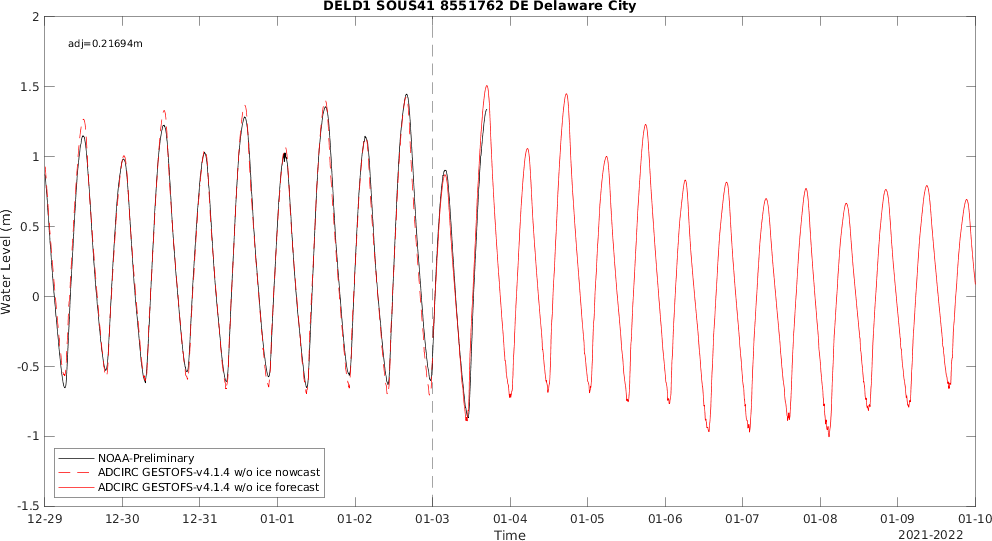 DELD1 SOUS41 8551762 DE Delaware City
adj=0.21694m
Water Level (m)
2
1.5
1
0.5
0
-0.5
-1
-1.5
NOAA-Preliminary
ADCIRC GESTOFS-v4.1.4 w/o ice nowcast
ADCIRC GESTOFS-v4.1.4 w/o ice forecast
12-29 12-30 12-31 01-01 01-02 01-03 01-04 01-05 01-06 01-07 01-08 01-09 01-10
Time
2021-2022